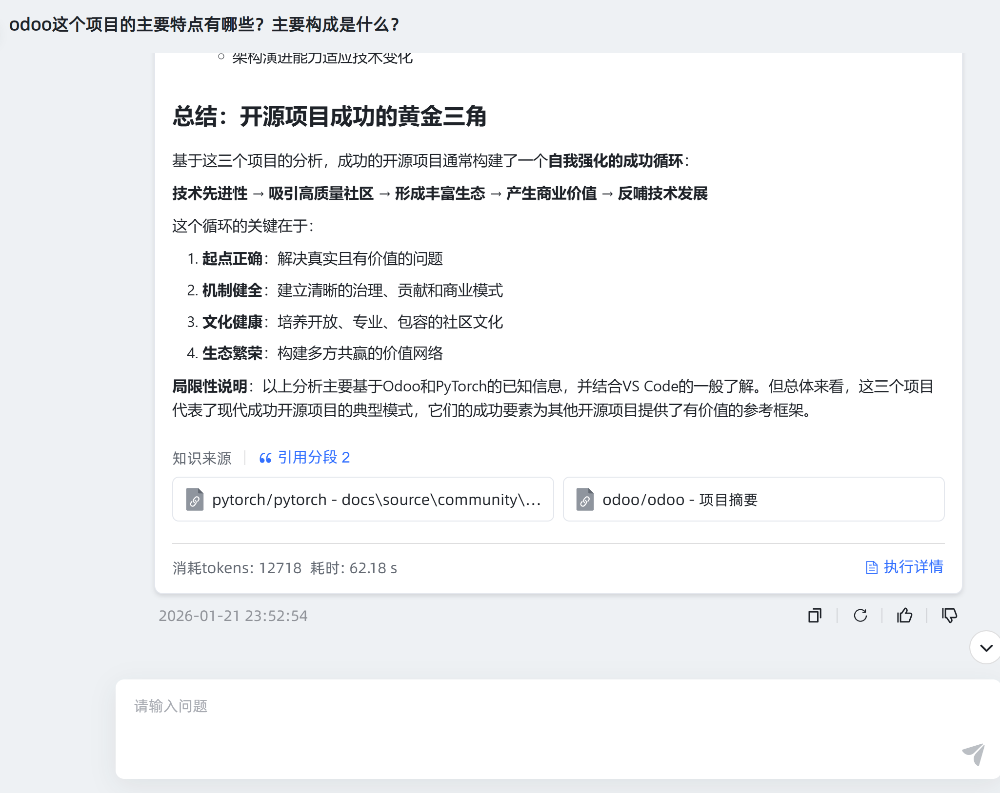 odoo这个项目的主要特点有哪些？主要构成是什么？
架构演进能力适应技术变化
总结：开源项目成功的黄金三角
基于这三个项目的分析，成功的开源项目通常构建了一个自我强化的成功循环：
技术先进性 → 吸引高质量社区 → 形成丰富生态 → 产生商业价值 → 反哺技术发展
这个循环的关键在于：
1. 起点正确：解决真实且有价值的问题
2. 机制健全：建立清晰的治理、贡献和商业模式
3. 文化健康：培养开放、专业、包容的社区文化
4. 生态繁荣：构建多方共赢的价值网络
局限性说明：以上分析主要基于Odoo和PyTorch的已知信息，并结合VS Code的一般了解。但总体来看，这三个项目
代表了现代成功开源项目的典型模式，它们的成功要素为其他开源项目提供了有价值的参考框架。
知识来源 引用分段 2
pytorch/pytorch - docs\source\community\...
odoo/odoo - 项目摘要
消耗tokens: 12718 耗时: 62.18 s
执行详情
2026-01-21 23:52:54
请输入问题